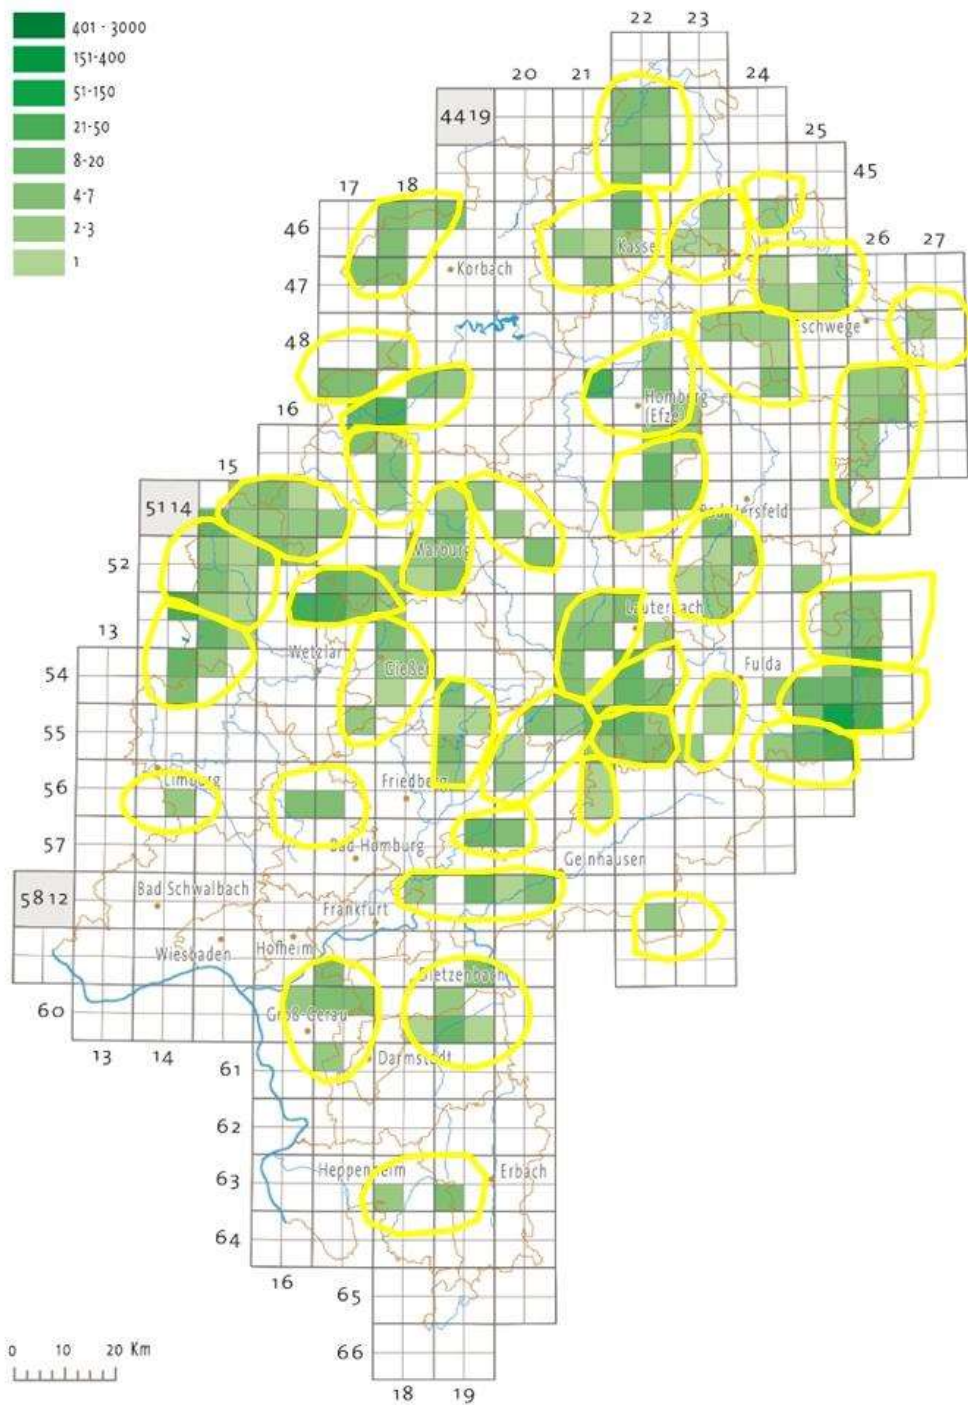 401 - 3000
151-400
51-150
21-50
8-20
4-7
2-3
1
22 23
20 21 24
4419
25
45
17 18
46
26 27
Kassel
Korbach
47
48
Eschwege
Homberg
(Efze)
16
15
5114
Bad Hersfeld
Marburg
52
Lauterbach
13
Wetzlar
Gießen
Fulda
54
55
Limburg
Friedberg
56
Bad Homburg
57
Gelnhausen
5812
Bad Schwalbach
Frankfurt
Wiesbaden
Hofheim
Dietzenbach
60
Groß-Gerau
Darmstadt
13 14
61
62
Heppenheim
Erbach
63
64
16
65
0 10 20 Km
66
18 19